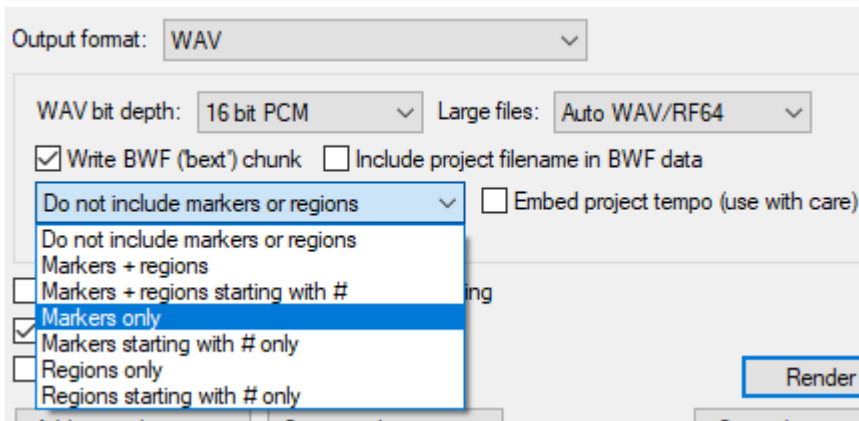 Output format: WAV
WAV bit depth: 16 bit PCM Large files: Auto WAV/RF64
Write BWF ('bext') chunk Include project filename in BWF data
Do not include markers or regions Embed project tempo (use with care)
Do not include markers or regions
Markers + regions
Markers + regions starting with #
Markers only
Markers starting with # only
Regions only
Regions starting with # only
Render